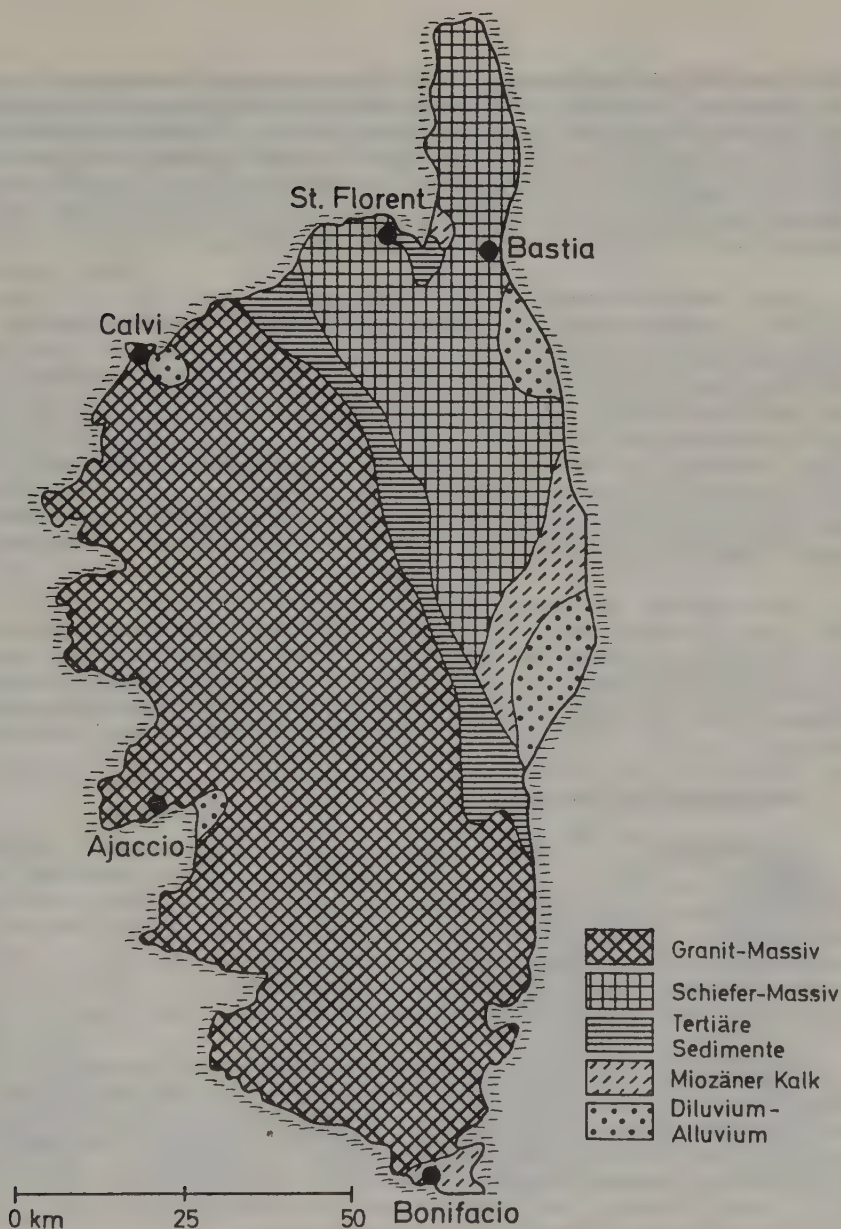 St. Florent
Bastia
Calvi
Ajaccio
Granit-Massiv
Schiefer-Massiv
Tertiäre
Sedimente
Miozäner Kalk
Diluvium-
Alluvium
0 km 25 50
Bonifacio